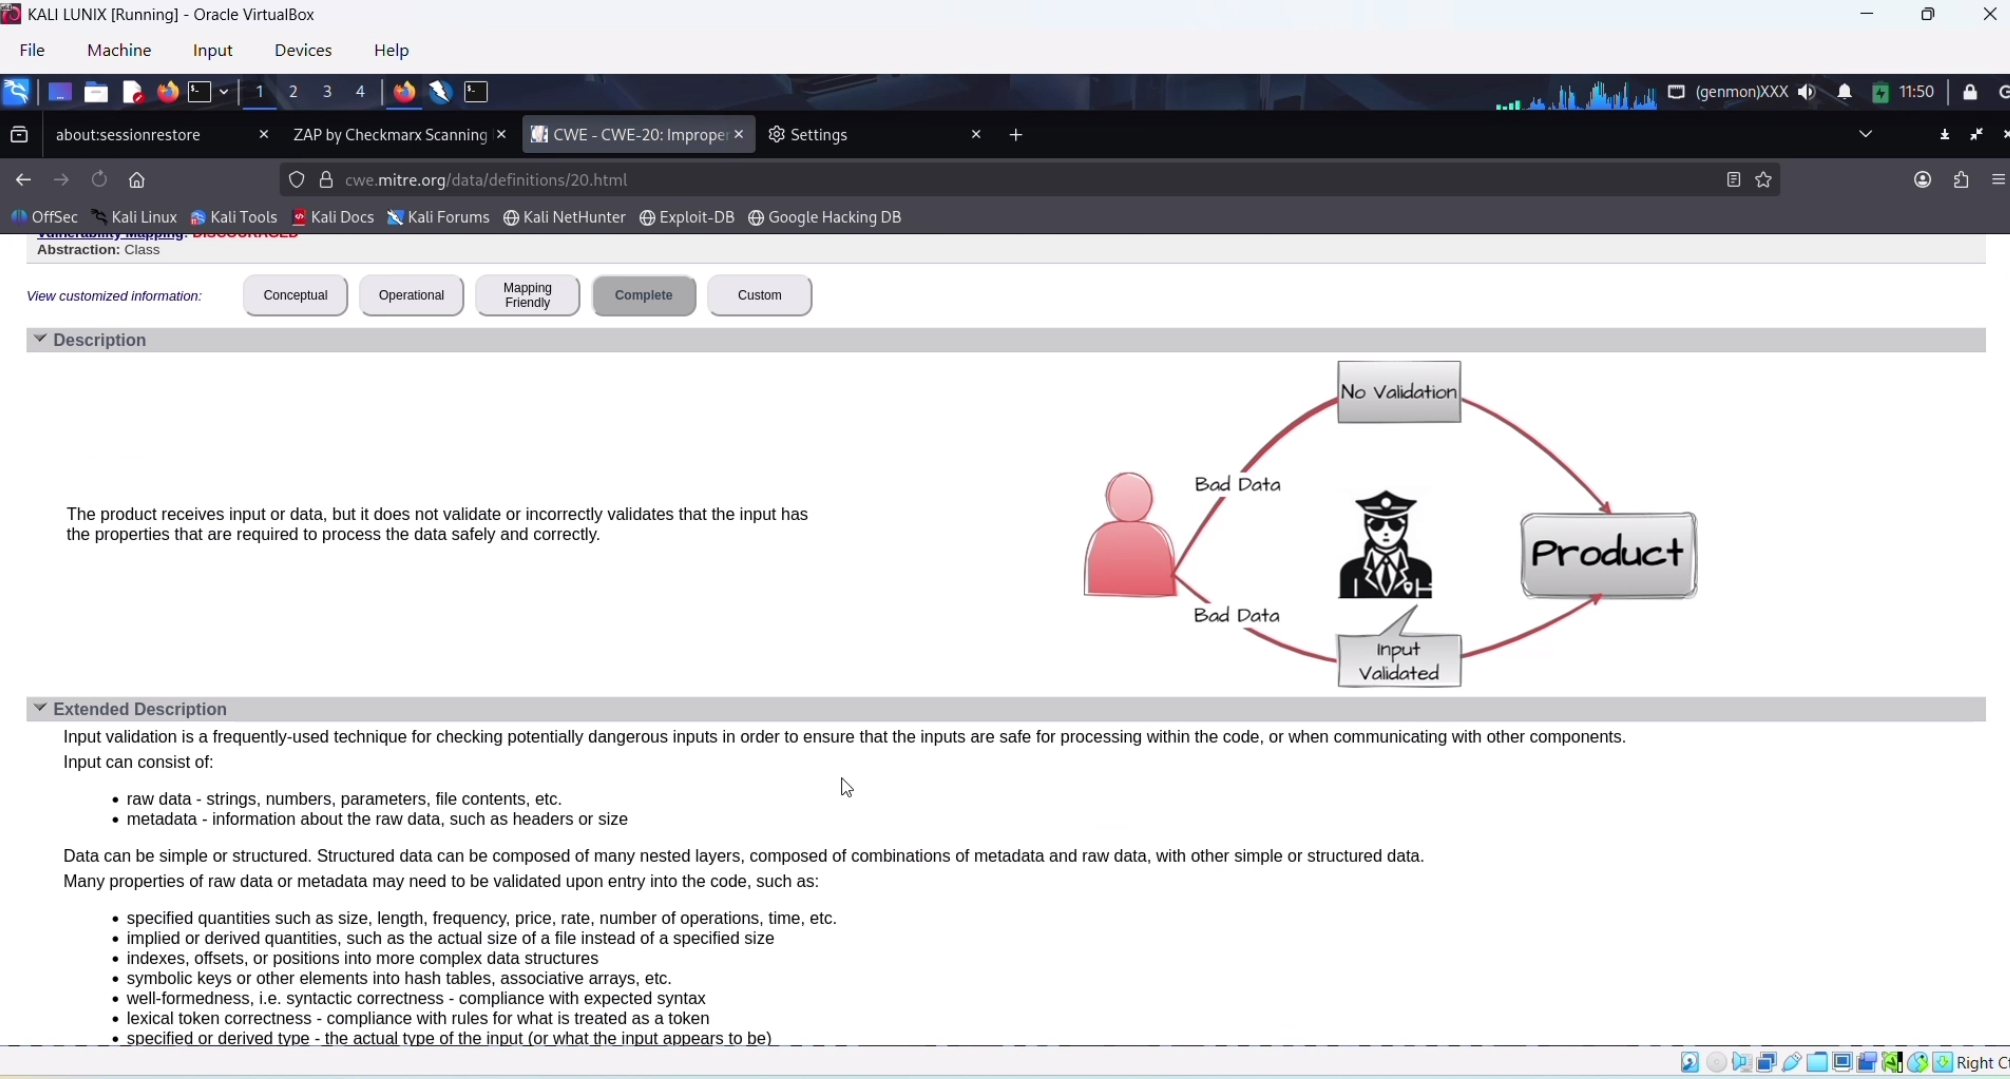 KALI LUNIX [Running] - Oracle VirtualBox
File Machine Input Devices Help
1 2 3 4 (genmon)XXX 11:50
about:sessionrestore ZAP by Checkmarx Scanning CWE - CWE-20: Improper Settings
cwe.mitre.org/data/definitions/20.html
OffSec Kali Linux Kali Tools Kali Docs Kali Forums Kali NetHunter Exploit-DB Google Hacking DB
Vulnerability Mapping: DISCOURAGED
Abstraction: Class
View customized information: Conceptual Operational Mapping Friendly Complete Custom
Description
No Validation
Bad Data
The product receives input or data, but it does not validate or incorrectly validates that the input has
the properties that are required to process the data safely and correctly.
Product
Bad Data
Input
Validated
Extended Description
Input validation is a frequently-used technique for checking potentially dangerous inputs in order to ensure that the inputs are safe for processing within the code, or when communicating with other components.
Input can consist of:
• raw data - strings, numbers, parameters, file contents, etc.
• metadata - information about the raw data, such as headers or size
Data can be simple or structured. Structured data can be composed of many nested layers, composed of combinations of metadata and raw data, with other simple or structured data.
Many properties of raw data or metadata may need to be validated upon entry into the code, such as:
• specified quantities such as size, length, frequency, price, rate, number of operations, time, etc.
• implied or derived quantities, such as the actual size of a file instead of a specified size
• indexes, offsets, or positions into more complex data structures
• symbolic keys or other elements into hash tables, associative arrays, etc.
• well-formedness, i.e. syntactic correctness - compliance with expected syntax
• lexical token correctness - compliance with rules for what is treated as a token
• specified or derived type - the actual type of the input (or what the input appears to be)
Right